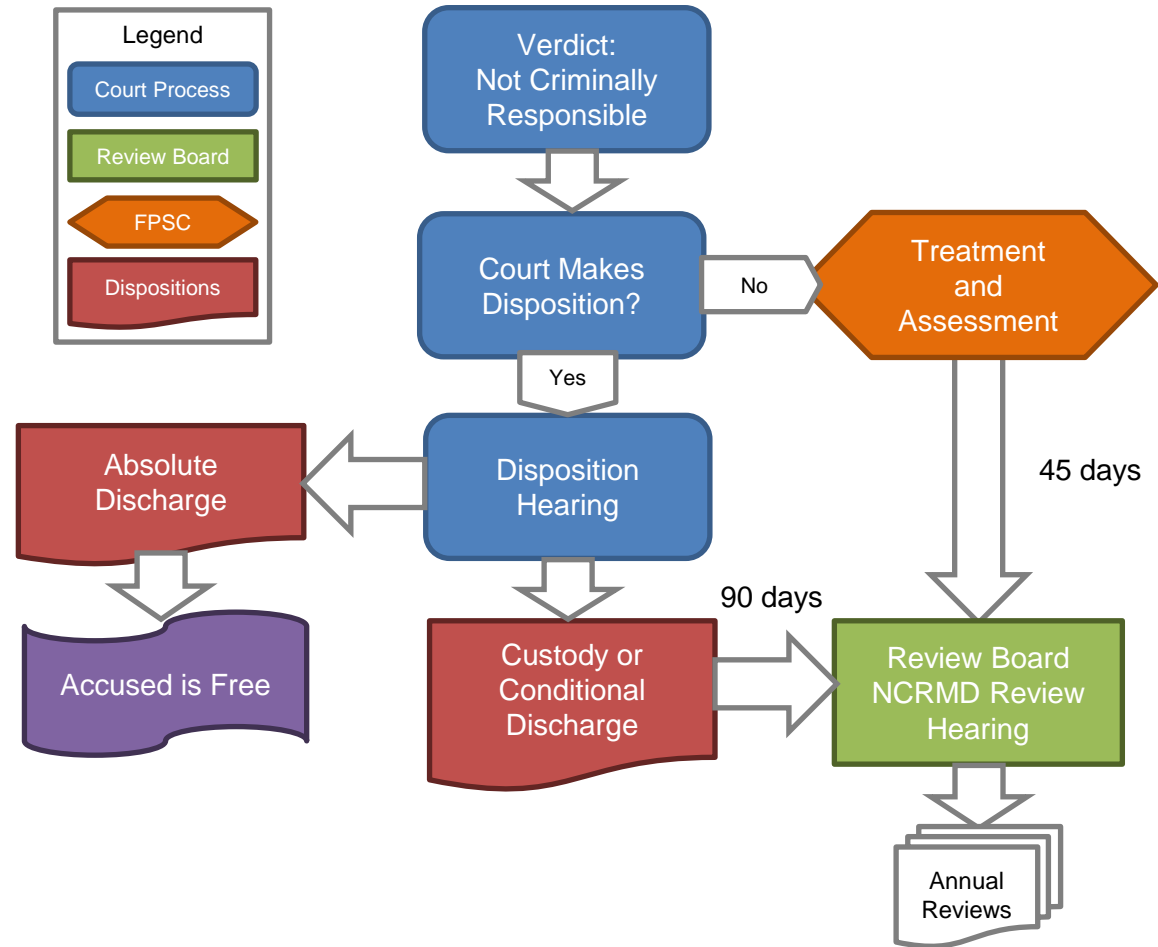 Legend
Court Process
Review Board
FPSC
Dispositions
Verdict:
Not Criminally
Responsible
Court Makes
Disposition?
No
Treatment
and
Assessment
Yes
Absolute
Discharge
Disposition
Hearing
45 days
Accused is Free
Custody or
Conditional
Discharge
90 days
Review Board
NCRMD Review
Hearing
Annual
Reviews